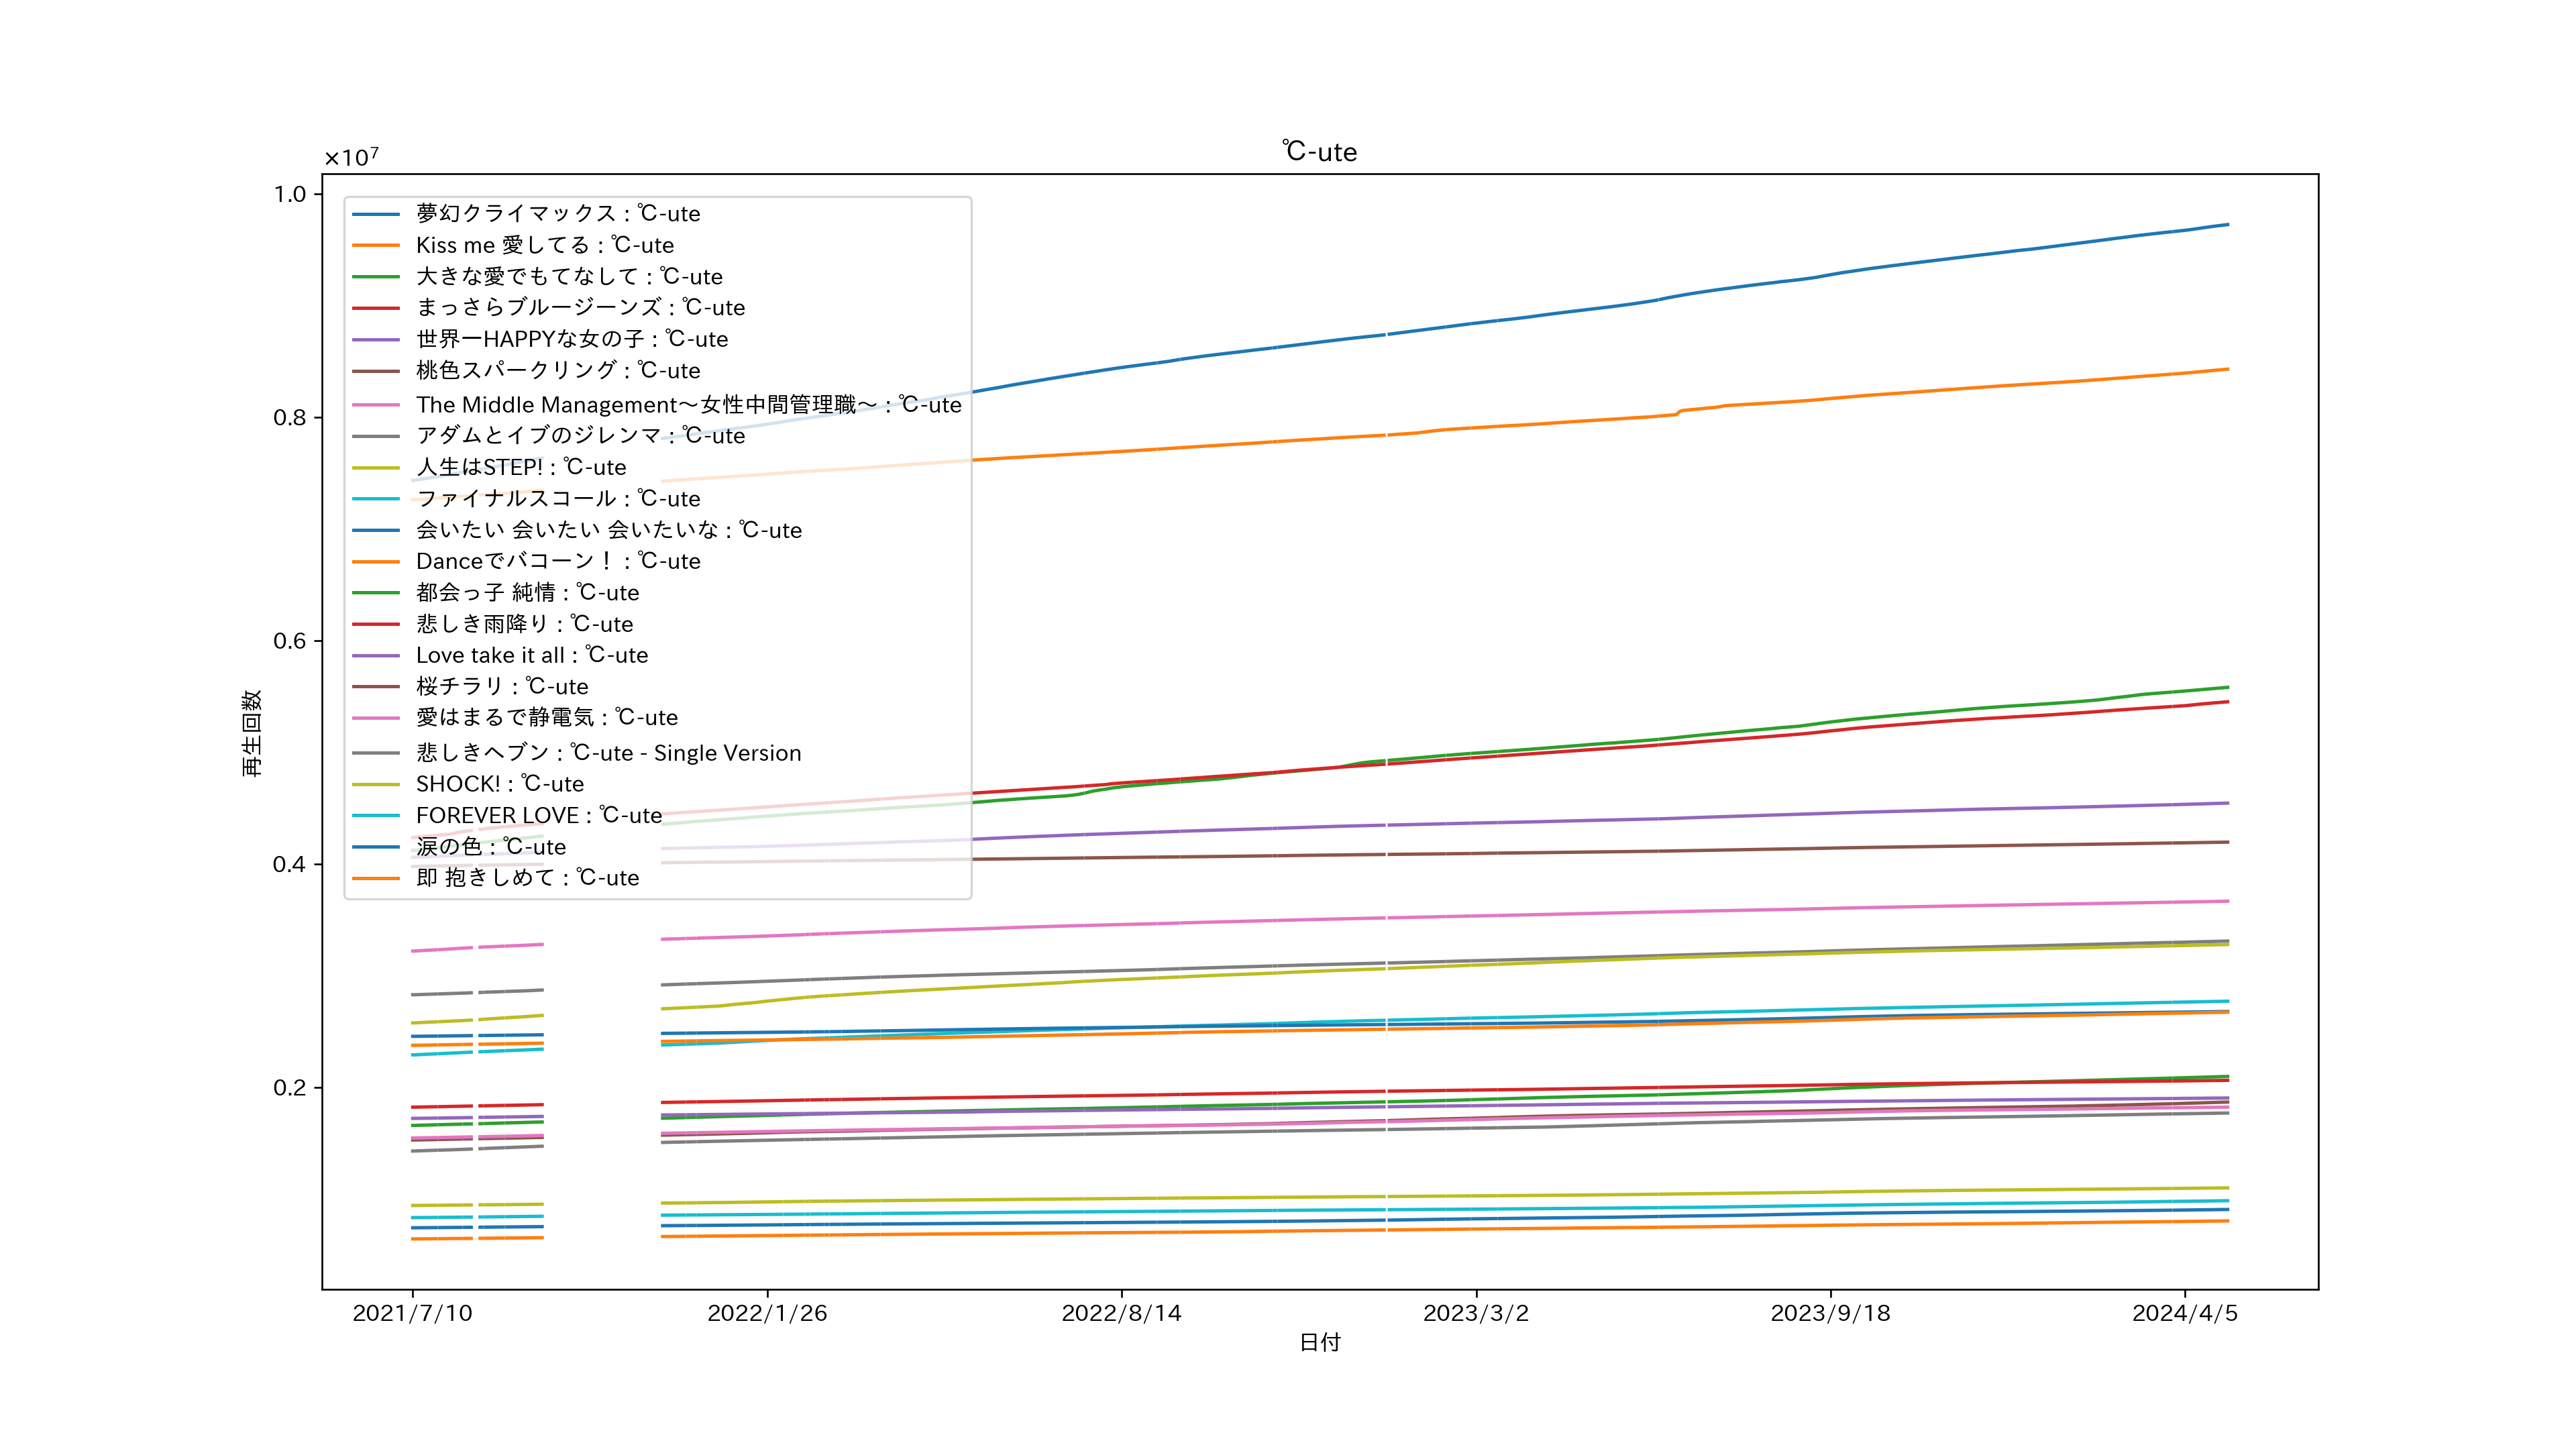 ℃-ute
×10⁷
1.0
0.8
0.6
0.4
0.2
再生回数
夢幻クライマックス : ℃-ute
Kiss me 愛してる : ℃-ute
大きな愛でもてなして : ℃-ute
まっさらブルージーンズ : ℃-ute
世界一HAPPYな女の子 : ℃-ute
桃色スパークリング : ℃-ute
The Middle Management〜女性中間管理職〜 : ℃-ute
アダムとイブのジレンマ : ℃-ute
人生はSTEP! : ℃-ute
ファイナルスコール : ℃-ute
会いたい 会いたい 会いたいな : ℃-ute
Danceでバコーン！ : ℃-ute
都会っ子 純情 : ℃-ute
悲しき雨降り : ℃-ute
Love take it all : ℃-ute
桜チラリ : ℃-ute
愛はまるで静電気 : ℃-ute
悲しきヘブン : ℃-ute - Single Version
SHOCK! : ℃-ute
FOREVER LOVE : ℃-ute
涙の色 : ℃-ute
即 抱きしめて : ℃-ute
2021/7/10
2022/1/26
2022/8/14
2023/3/2
2023/9/18
2024/4/5
日付